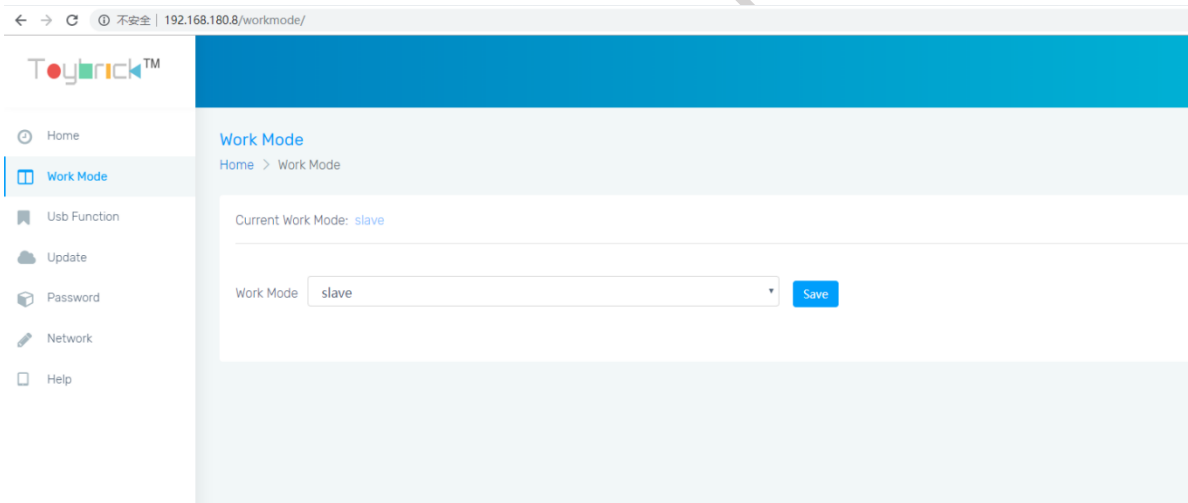 不安全 | 192.168.180.8/workmode/
Toybrick™
Home
Work Mode
Usb Function
Update
Password
Network
Help
Work Mode
Home > Work Mode
Current Work Mode: slave
Work Mode slave Save